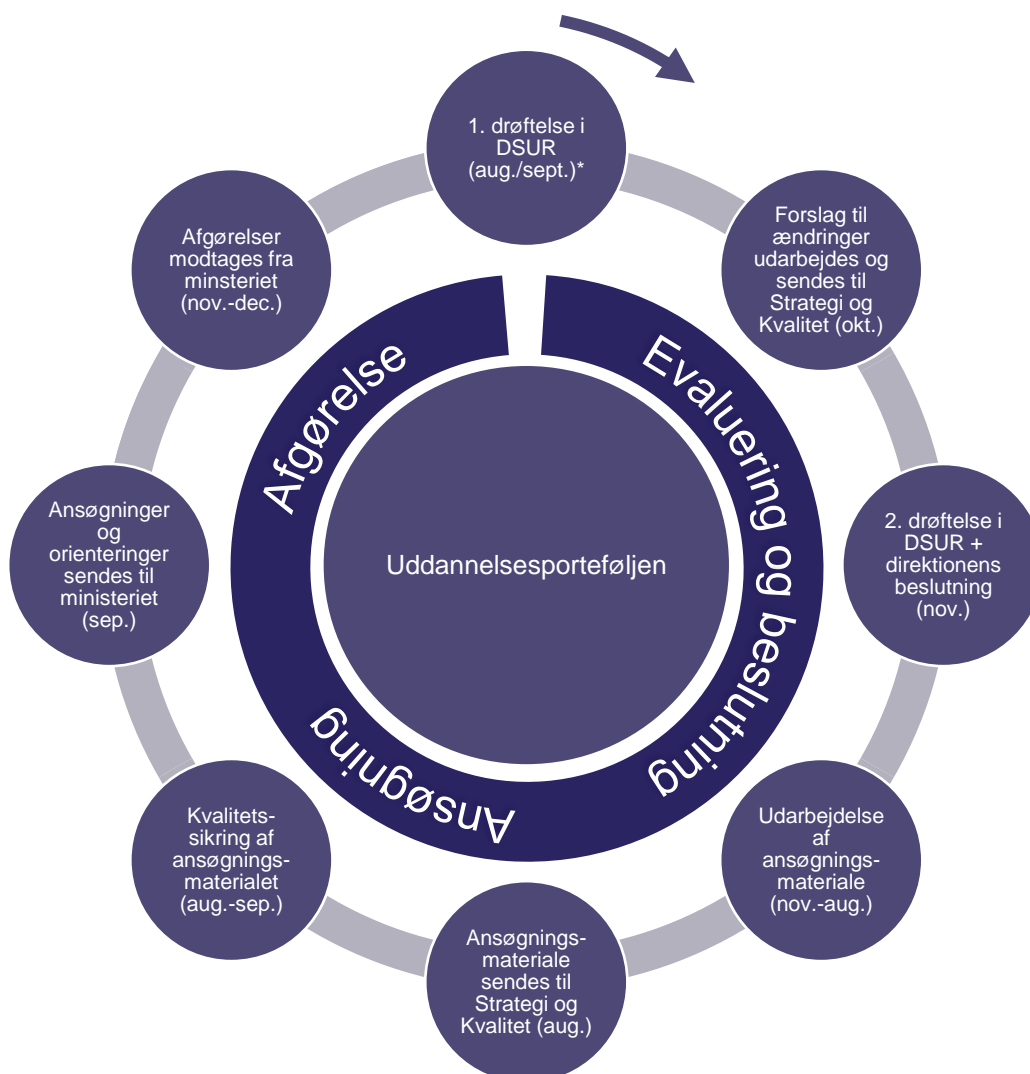 1. drøftelse i
DSUR
(aug./sept.)*
Forslag til
ændringer
udarbejdes og
sendes til
Strategi og
Kvalitet (okt.)
2. drøftelse i
DSUR +
direktionens
beslutning
(nov.)
Udarbejdelse
af
ansøgnings-
materiale
(nov.-aug.)
Ansøgnings-
materiale
sendes til
Strategi og
Kvalitet (aug.)
Kvalitets-
sikring af
ansøgnings-
materialet
(aug.-sep.)
Ansøgninger
og
orienteringer
sendes til
ministeriet
(sep.)
Afgørelser
modtages fra
minsteriet
(nov.-dec.)
Evaluering og beslutning
Ansøgning
Afgørelse
Uddannelsesporteføljen